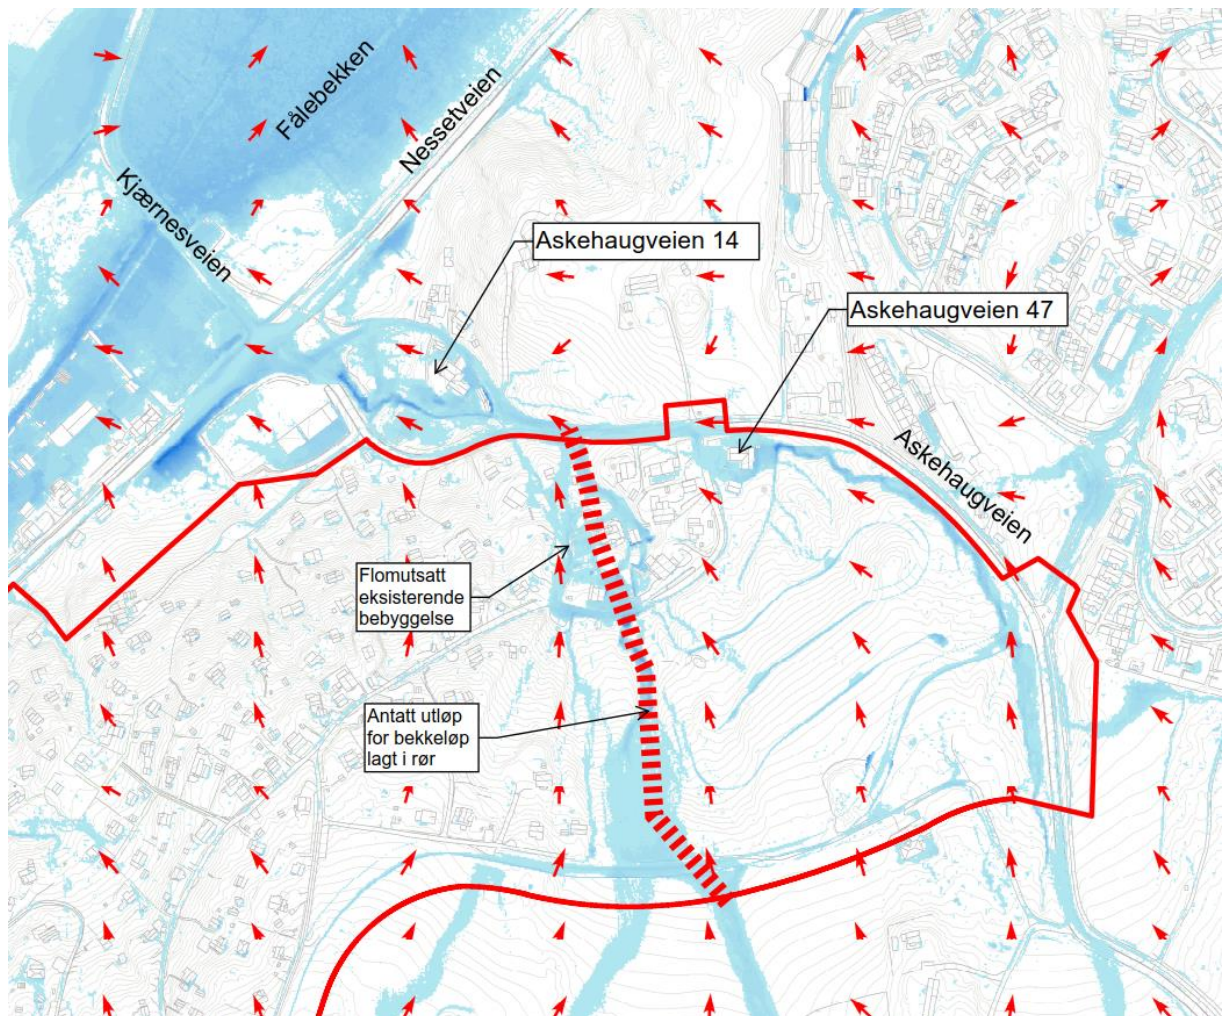 Fålebekken
Nessetveien
Kjærnesveien
Askehaugveien 14
Askehaugveien 47
Askehaugveien
Flomutsatt
eksisterende
bebyggelse
Antatt utløp
for bekkeløp
lagt i rør